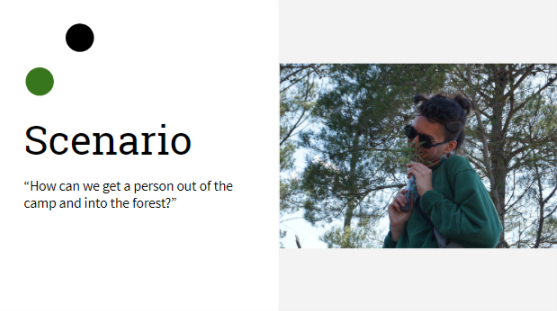 Scenario
“How can we get a person out of the
camp and into the forest?”